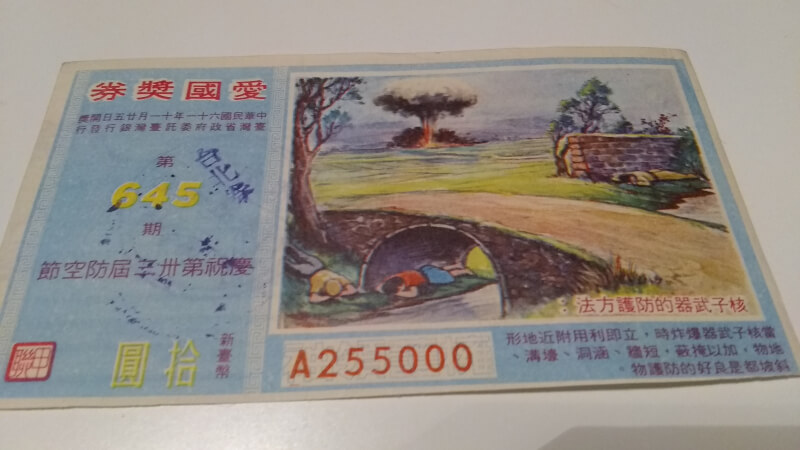 愛國獎券
中華民國六十一年十一月廿五日開獎
臺灣省政府委託臺灣銀行發行
第
645
期
慶祝第卅三屆防空節
新臺幣
拾圓
A255000
核子武器的防護方法：
當核子武器爆炸時，立即利用附近地形
地物，加以掩蔽，短牆、涵洞、壕溝、
斜坡都是良好的防護物。